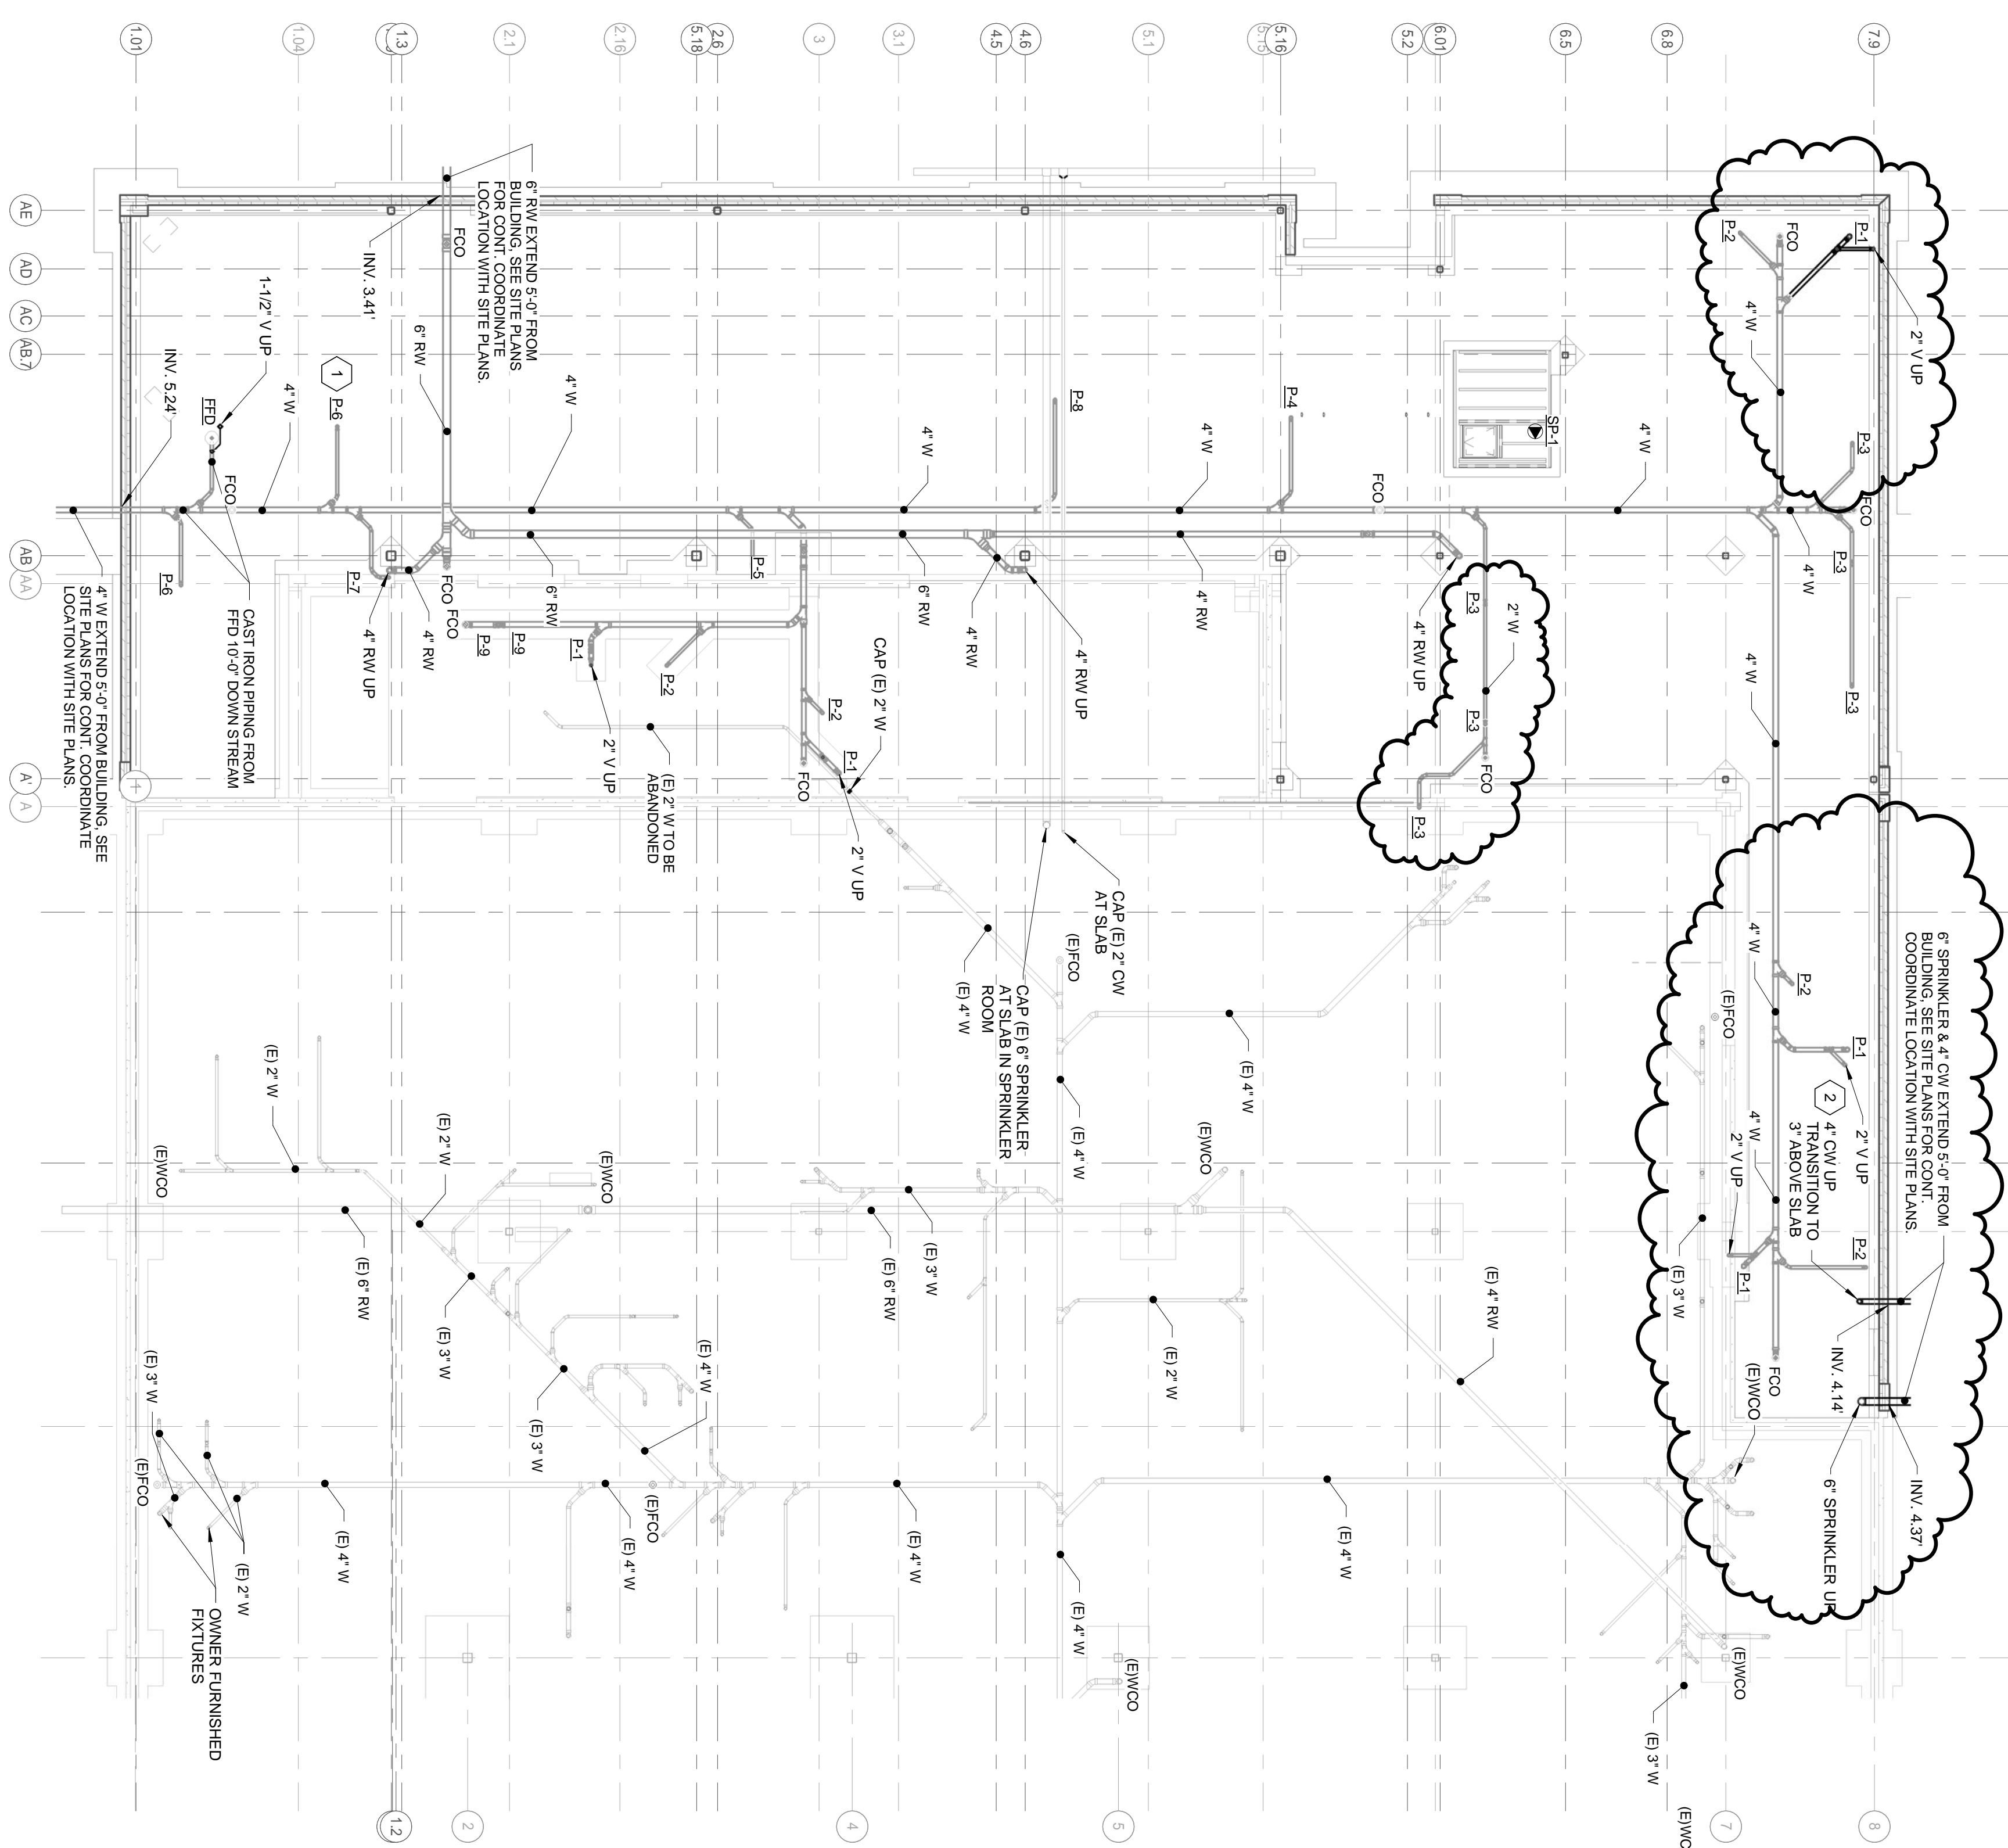 1.01
1.04
1.3
2.1
2.16
5.18
2.6
3
3.1
4.5
4.6
5.1
5.15
5.16
5.2
6.01
6.5
6.8
7.9
AE
AD
AC
AB.7
AB
AA
A'
A
1
1.2
2
4
5
7
8
6" RW EXTEND 5'-0" FROM
BUILDING, SEE SITE PLANS
FOR CONT. COORDINATE
LOCATION WITH SITE PLANS.
FCO
INV. 3.41'
6" RW
1-1/2" V UP
INV. 5.24'
FFD
4" W
1
P-6
FCO
P-6
P-7
4" W
4" W
P-8
4" W
P-4
SP-1
FCO
4" W
P-2
FCO
P-1
2" V UP
4" W
P-3
FCO
P-3
4" W
P-3
4" W EXTEND 5'-0" FROM BUILDING, SEE
SITE PLANS FOR CONT. COORDINATE
LOCATION WITH SITE PLANS.
CAST IRON PIPING FROM
FFD 10'-0" DOWN STREAM
4" RW UP
4" RW
FCO
FCO
P-9
P-9
6" RW
P-1
P-5
P-2
2" V UP
(E) 2" W TO BE
ABANDONED
P-2
FCO
P-1
2" V UP
CAP (E) 2" W
6" RW
4" RW
4" RW UP
4" RW
4" RW UP
P-3
2" W
P-3
FCO
P-3
4" W
CAP (E) 2" CW
AT SLAB
CAP (E) 6" SPRINKLER
AT SLAB IN SPRINKLER
ROOM
(E) 4" W
(E)FCO
(E) 4" W
(E) 4" W
(E)WCO
(E)FCO
4" W
P-2
P-1
2" V UP
6" SPRINKLER & 4" CW EXTEND 5'-0" FROM
BUILDING, SEE SITE PLANS FOR CONT.
COORDINATE LOCATION WITH SITE PLANS.
2
4" CW UP
TRANSITION TO
3" ABOVE SLAB
4" W
2" V UP
P-2
P-1
(E) 3" W
INV. 4.14'
FCO
(E)WCO
INV. 4.37'
6" SPRINKLER UP
(E) 2" W
(E)WCO
(E) 2" W
(E)WCO
(E) 6" RW
(E) 3" W
(E) 3" W
(E) 6" RW
(E) 3" W
(E) 4" W
(E) 2" W
(E) 4" RW
(E) 3" W
(E)FCO
(E) 2" W
OWNER FURNISHED
FIXTURES
(E) 4" W
(E) 4" W
(E)FCO
(E) 4" W
(E) 4" W
(E)WCO
(E) 4" W
(E)WCO
(E) 3" W